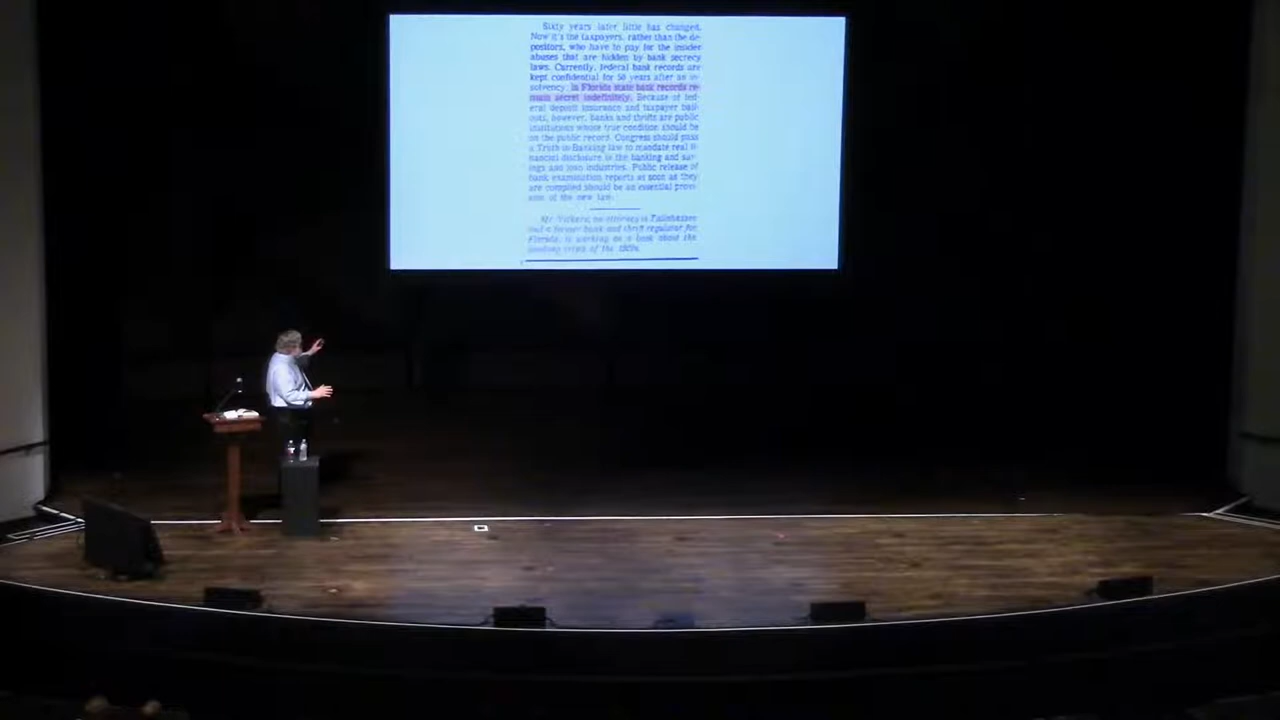 Sixty years later little has changed.
Now it's the taxpayers, rather than the de-
positors, who have to pay for the insider
abuses that are hidden by bank secrecy
laws. Currently, federal bank records are
kept confidential for 50 years after an in-
solvency. In Florida state bank records re-
main secret indefinitely. Because of fed-
eral deposit insurance and taxpayer bail-
outs, however, banks and thrifts are public
institutions whose true condition should be
on the public record. Congress should pass
a Truth in Banking law to mandate real fi-
nancial disclosure in the banking and sav-
ings and loan industries. Public release of
bank examination reports as soon as they
are compiled should be an essential provi-
sion of the new law.
Mr. Vickers, an attorney in Tallahassee
and a former bank and thrift regulator for
Florida, is working on a book about the
banking crisis of the 1920s.